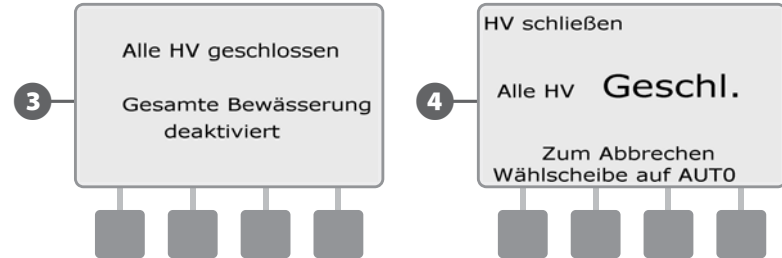 3
Alle HV geschlossen
Gesamte Bewässerung
deaktiviert
4
HV schließen
Alle HV Geschl.
Zum Abbrechen
Wählscheibe auf AUT0